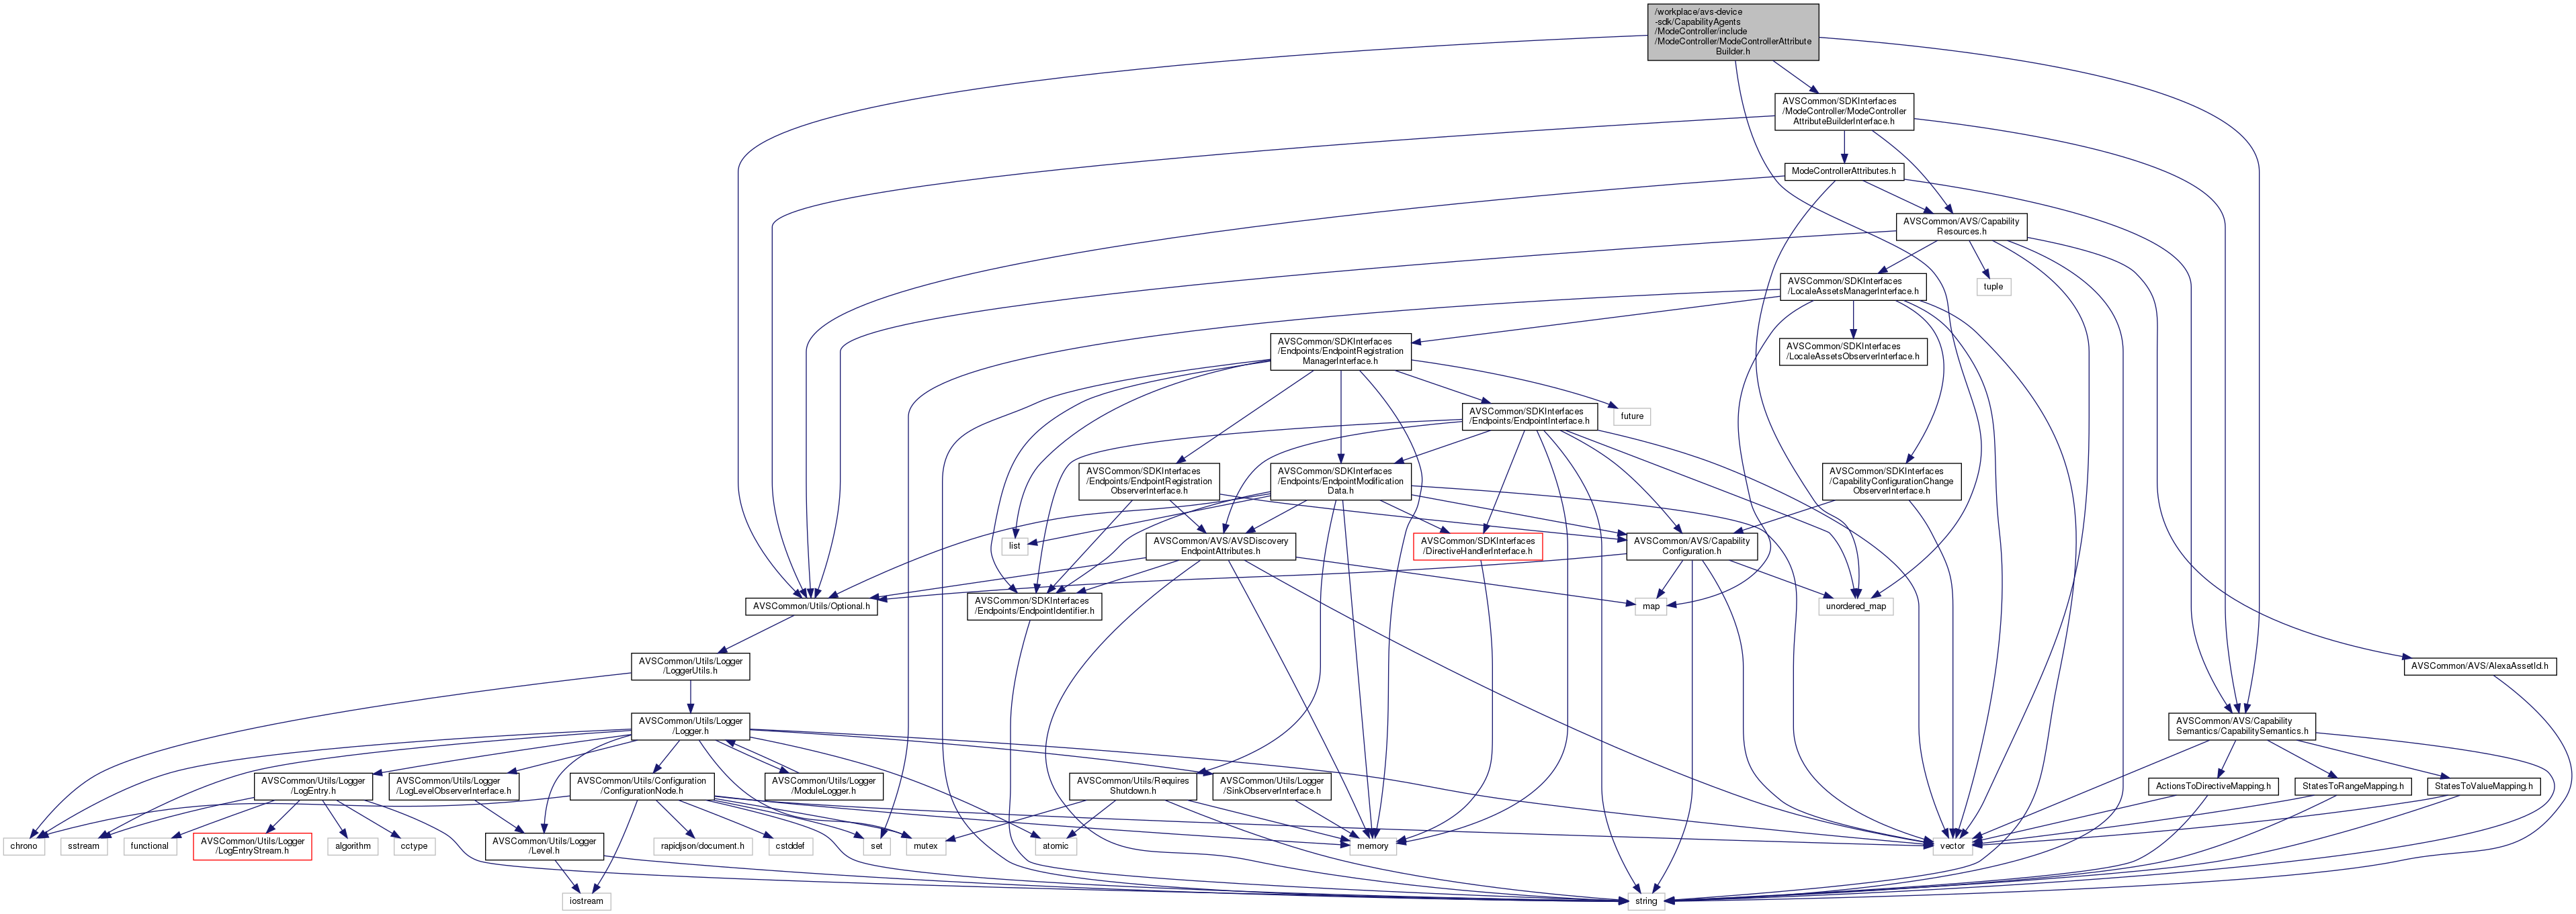 /workplace/avs-device
-sdk/CapabilityAgents
/ModeController/include
/ModeController/ModeControllerAttribute
Builder.h
AVSCommon/SDKInterfaces
/ModeController/ModeController
AttributeBuilderInterface.h
ModeControllerAttributes.h
AVSCommon/AVS/Capability
Resources.h
AVSCommon/SDKInterfaces
/LocaleAssetsManagerInterface.h
tuple
AVSCommon/SDKInterfaces
/Endpoints/EndpointRegistration
ManagerInterface.h
AVSCommon/SDKInterfaces
/LocaleAssetsObserverInterface.h
AVSCommon/SDKInterfaces
/Endpoints/EndpointInterface.h
future
AVSCommon/SDKInterfaces
/Endpoints/EndpointRegistration
ObserverInterface.h
AVSCommon/SDKInterfaces
/Endpoints/EndpointModification
Data.h
AVSCommon/SDKInterfaces
/CapabilityConfigurationChange
ObserverInterface.h
list
AVSCommon/AVS/AVSDiscovery
EndpointAttributes.h
AVSCommon/SDKInterfaces
/DirectiveHandlerInterface.h
AVSCommon/AVS/Capability
Configuration.h
AVSCommon/Utils/Optional.h
AVSCommon/SDKInterfaces
/Endpoints/EndpointIdentifier.h
map
unordered_map
AVSCommon/Utils/Logger
/LoggerUtils.h
AVSCommon/AVS/AlexaAssetId.h
AVSCommon/Utils/Logger
/Logger.h
AVSCommon/AVS/Capability
Semantics/CapabilitySemantics.h
AVSCommon/Utils/Logger
/LogEntry.h
AVSCommon/Utils/Logger
/LogLevelObserverInterface.h
AVSCommon/Utils/Configuration
/ConfigurationNode.h
AVSCommon/Utils/Logger
/ModuleLogger.h
AVSCommon/Utils/Requires
Shutdown.h
AVSCommon/Utils/Logger
/SinkObserverInterface.h
ActionsToDirectiveMapping.h
StatesToRangeMapping.h
StatesToValueMapping.h
chrono
sstream
functional
AVSCommon/Utils/Logger
/LogEntryStream.h
algorithm
cctype
AVSCommon/Utils/Logger
/Level.h
rapidjson/document.h
cstddef
set
mutex
atomic
memory
vector
iostream
string